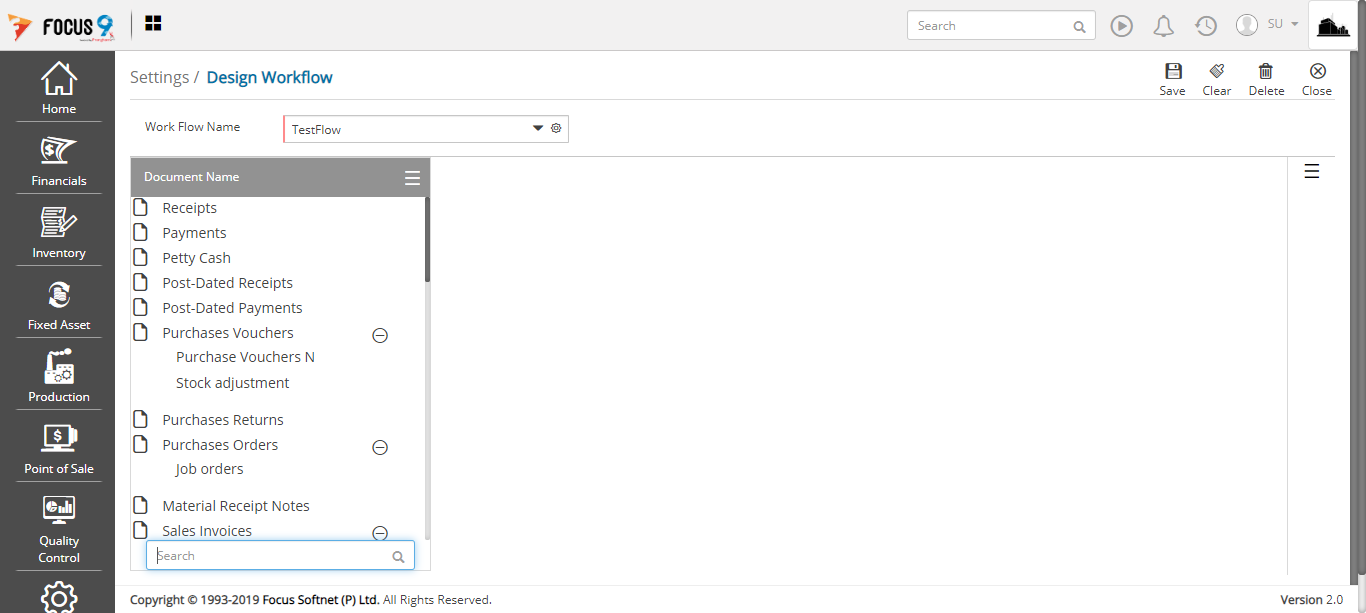 FOCUS 9
Search
SU
Home
Financials
Inventory
Fixed Asset
Production
Point of Sale
Quality
Control
Settings / Design Workflow
Save
Clear
Delete
Close
Work Flow Name
TestFlow
Document Name
Receipts
Payments
Petty Cash
Post-Dated Receipts
Post-Dated Payments
Purchases Vouchers
Purchase Vouchers N
Stock adjustment
Purchases Returns
Purchases Orders
Job orders
Material Receipt Notes
Sales Invoices
Search
Copyright © 1993-2019 Focus Softnet (P) Ltd. All Rights Reserved.
Version 2.0